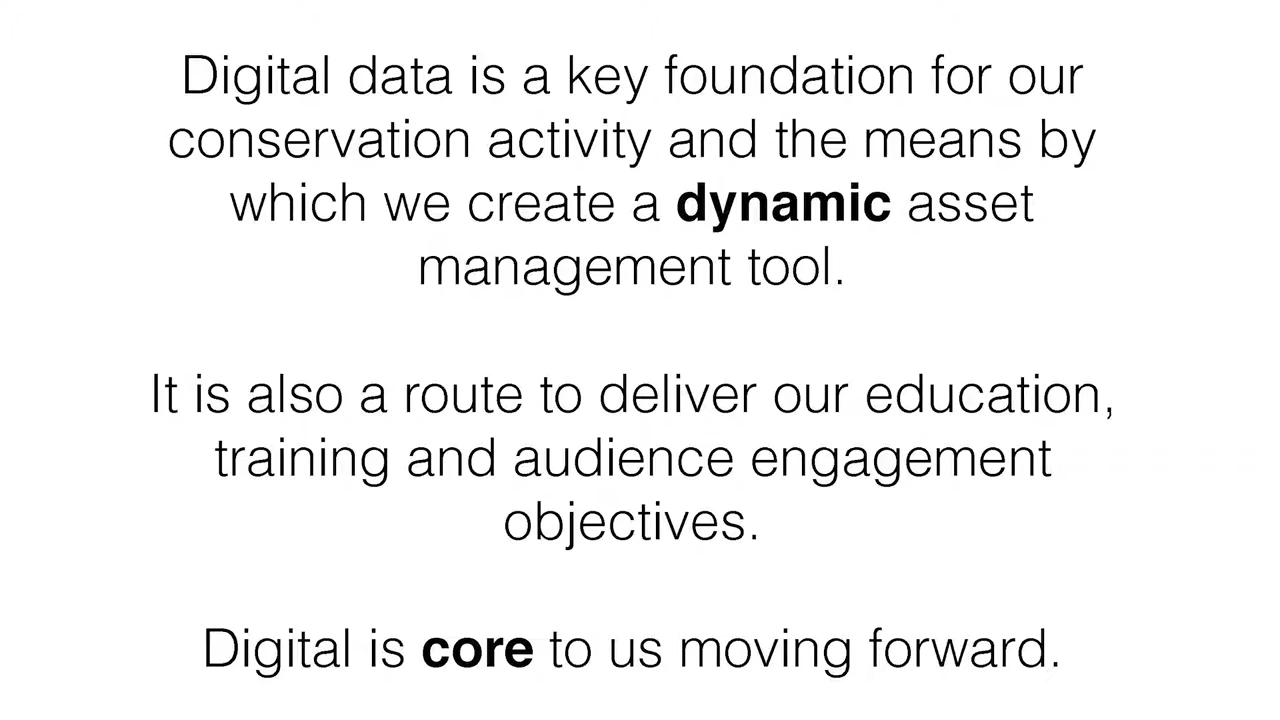 Digital data is a key foundation for our
conservation activity and the means by
which we create a dynamic asset
management tool.
It is also a route to deliver our education,
training and audience engagement
objectives.
Digital is core to us moving forward.